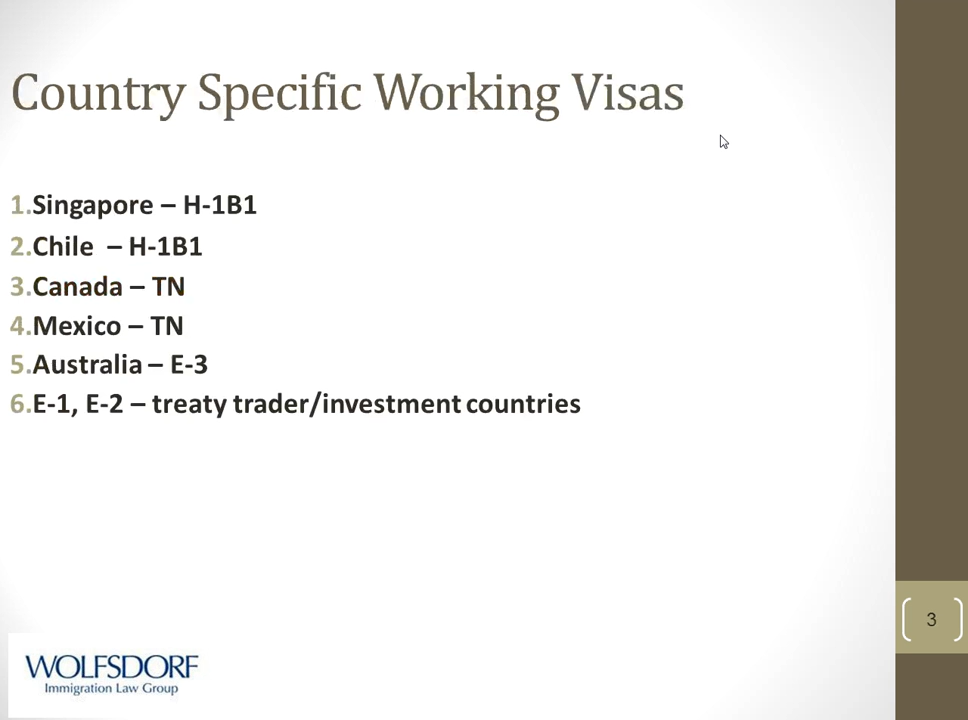 Country Specific Working Visas
1.Singapore – H-1B1
2.Chile – H-1B1
3.Canada – TN
4.Mexico – TN
5.Australia – E-3
6.E-1, E-2 – treaty trader/investment countries
3
WOLFSDORF
Immigration Law Group